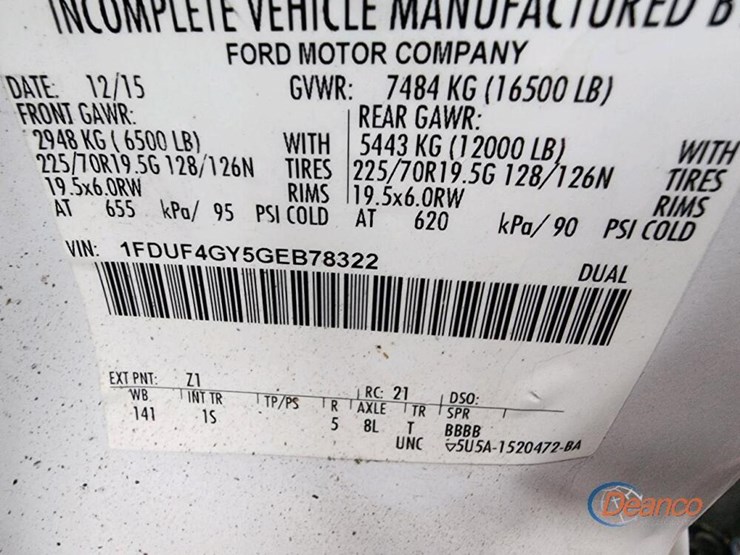 INCOMPLETE VEHICLE MANUFACTURED B
FORD MOTOR COMPANY
DATE: 12/15 GVWR: 7484 KG (16500 LB)
FRONT GAWR: REAR GAWR:
2948 KG ( 6500 LB) WITH 5443 KG (12000 LB) WITH
225/70R19.5G 128/126N TIRES 225/70R19.5G 128/126N TIRES
19.5x6.0RW RIMS 19.5x6.0RW RIMS
AT 655 kPa/ 95 PSI COLD AT 620 kPa/ 90 PSI COLD
VIN: 1FDUF4GY5GEB78322 DUAL
EXT PNT: Z1 RC: 21 DSO:
WB INT TR TP/PS R AXLE TR SPR
141 1S 5 8L T BBBB
UNC 5U5A-1520472-BA
Deanco